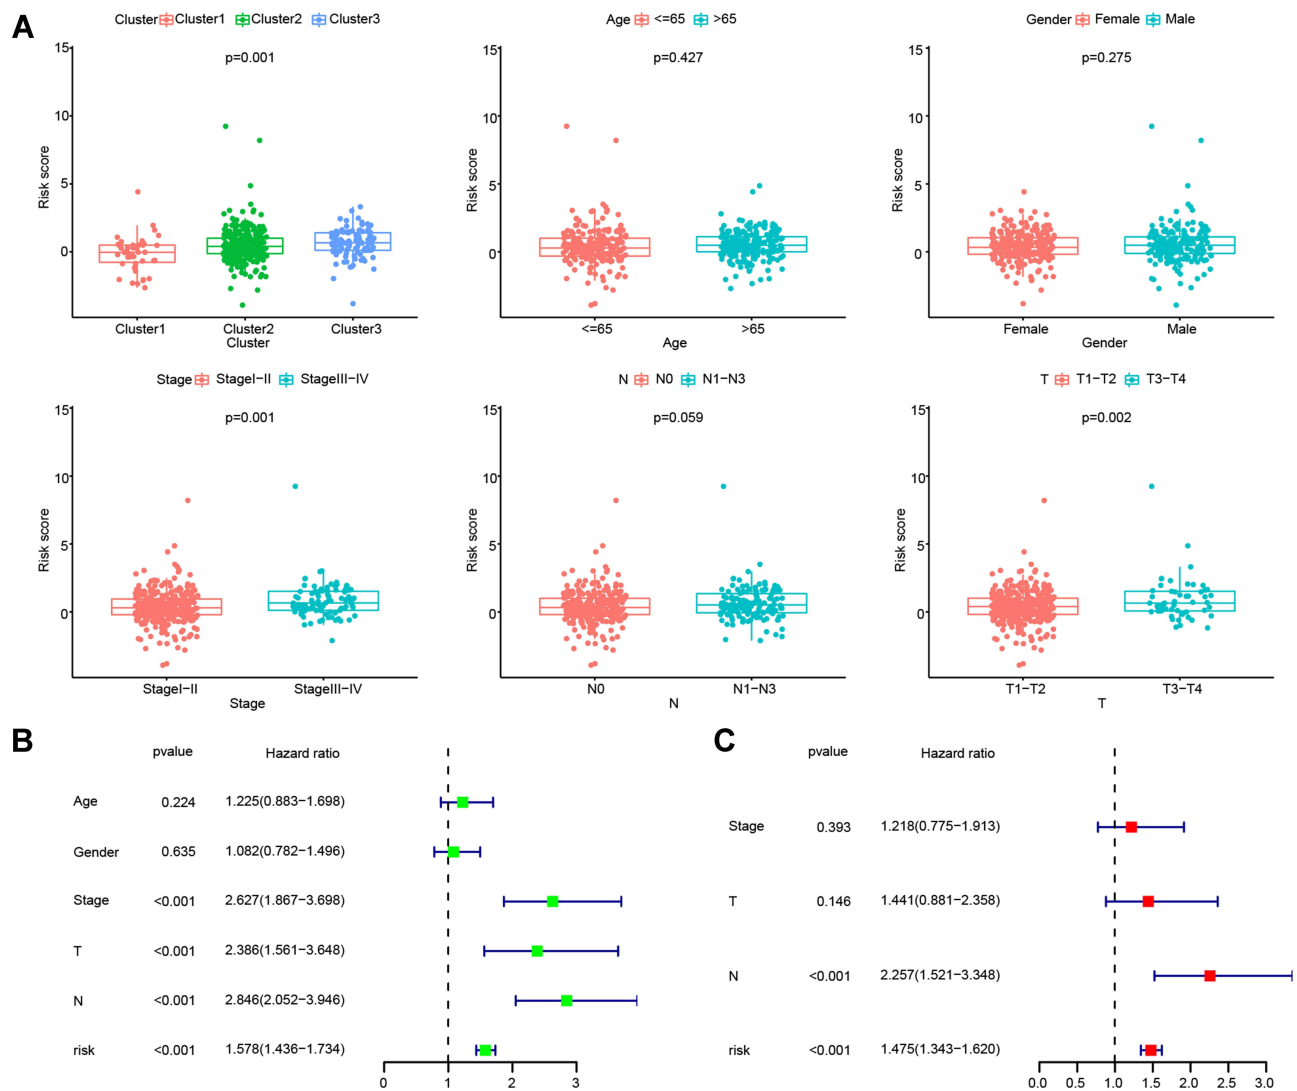 A
Cluster Cluster1 Cluster2 Cluster3
p=0.001
15
10
5
0
Risk score
Cluster1 Cluster2 Cluster3
Cluster
Age <=65 >65
p=0.427
15
10
5
0
Risk score
<=65 >65
Age
Gender Female Male
p=0.275
15
10
5
0
Risk score
Female Male
Gender
Stage StageI−II StageIII−IV
p=0.001
15
10
5
0
Risk score
StageI−II StageIII−IV
Stage
N N0 N1−N3
p=0.059
15
10
5
0
Risk score
N0 N1−N3
N
T T1−T2 T3−T4
p=0.002
15
10
5
0
Risk score
T1−T2 T3−T4
T
B
pvalue Hazard ratio
Age 0.224 1.225(0.883−1.698)
Gender 0.635 1.082(0.782−1.496)
Stage <0.001 2.627(1.867−3.698)
T <0.001 2.386(1.561−3.648)
N <0.001 2.846(2.052−3.946)
risk <0.001 1.578(1.436−1.734)
0 1 2 3
C
pvalue Hazard ratio
Stage 0.393 1.218(0.775−1.913)
T 0.146 1.441(0.881−2.358)
N <0.001 2.257(1.521−3.348)
risk <0.001 1.475(1.343−1.620)
0.0 0.5 1.0 1.5 2.0 2.5 3.0